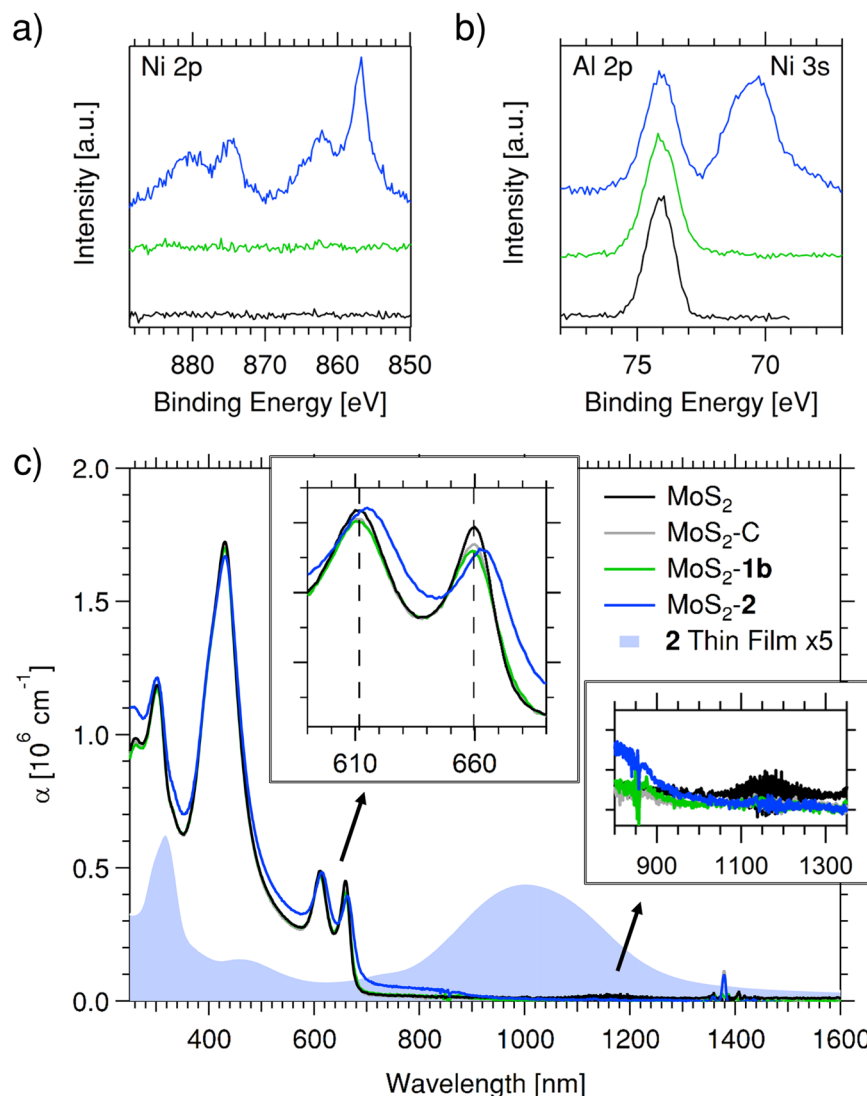 a)
Ni 2p
Intensity [a.u.]
880 870 860 850
Binding Energy [eV]
b)
Al 2p Ni 3s
Intensity [a.u.]
75 70
Binding Energy [eV]
c)
2.0
1.5
1.0
0.5
0.0
α [10⁶ cm⁻¹]
610 660
MoS₂
MoS₂-C
MoS₂-1b
MoS₂-2
2 Thin Film x5
900 1100 1300
400 600 800 1000 1200 1400 1600
Wavelength [nm]